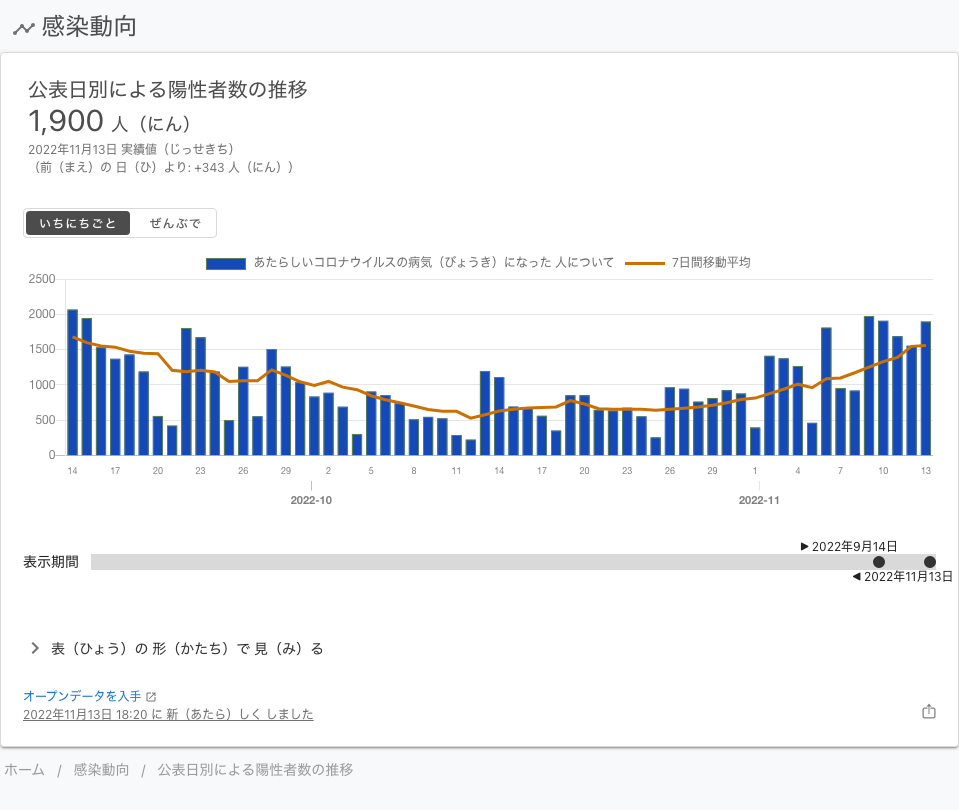 感染動向
公表日別による陽性者数の推移
1,900 人（にん）
2022年11月13日 実績値（じっせきち）
（前（まえ）の 日（ひ）より: +343 人（にん））
いちにちごと ぜんぶで
あたらしいコロナウイルスの病気（びょうき）になった 人について 7日間移動平均
2500
2000
1500
1000
500
0
14 17 20 23 26 29 2 5 8 11 14 17 20 23 26 29 1 4 7 10 13
2022-10 2022-11
▶ 2022年9月14日
表示期間
◀ 2022年11月13日
表（ひょう）の 形（かたち）で 見（み）る
オープンデータを入手
2022年11月13日 18:20 に 新（あたら）しく しました
ホーム / 感染動向 / 公表日別による陽性者数の推移